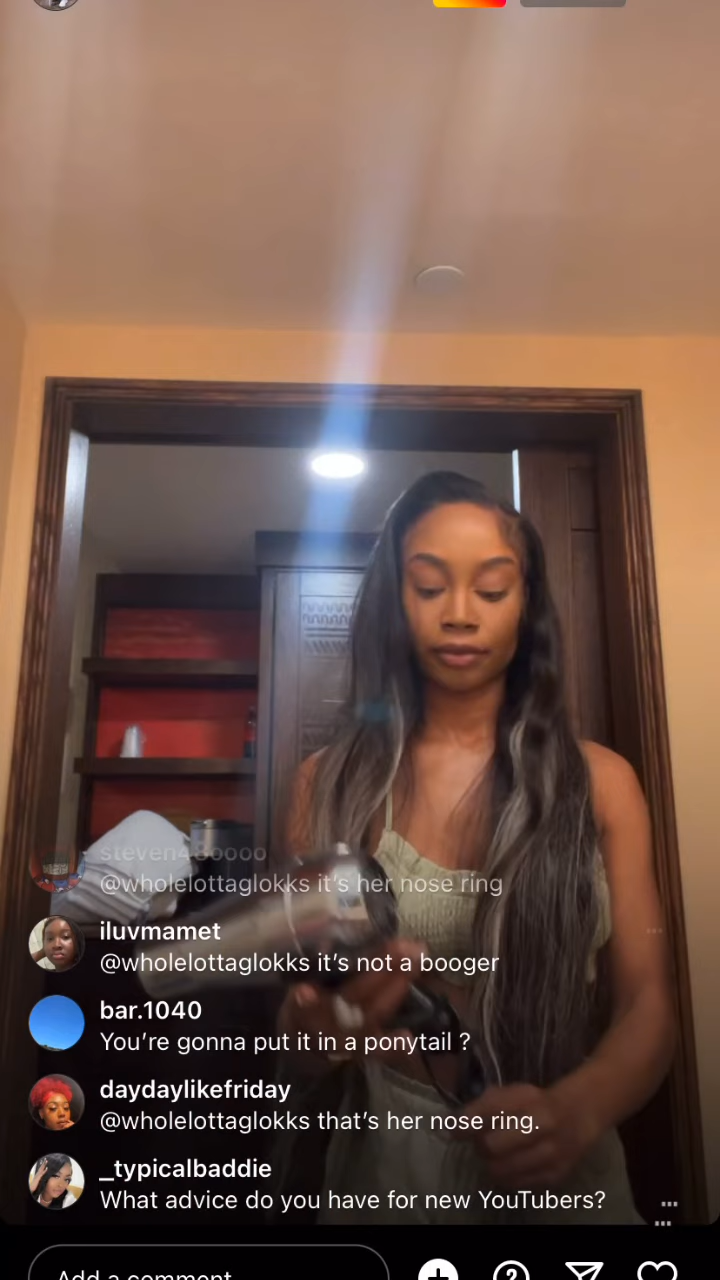 steven480000
@wholelottaglokks it’s her nose ring
iluvmamet
@wholelottaglokks it’s not a booger
bar.1040
You’re gonna put it in a ponytail ?
daydaylikefriday
@wholelottaglokks that’s her nose ring.
_typicalbaddie
What advice do you have for new YouTubers?
Add a comment